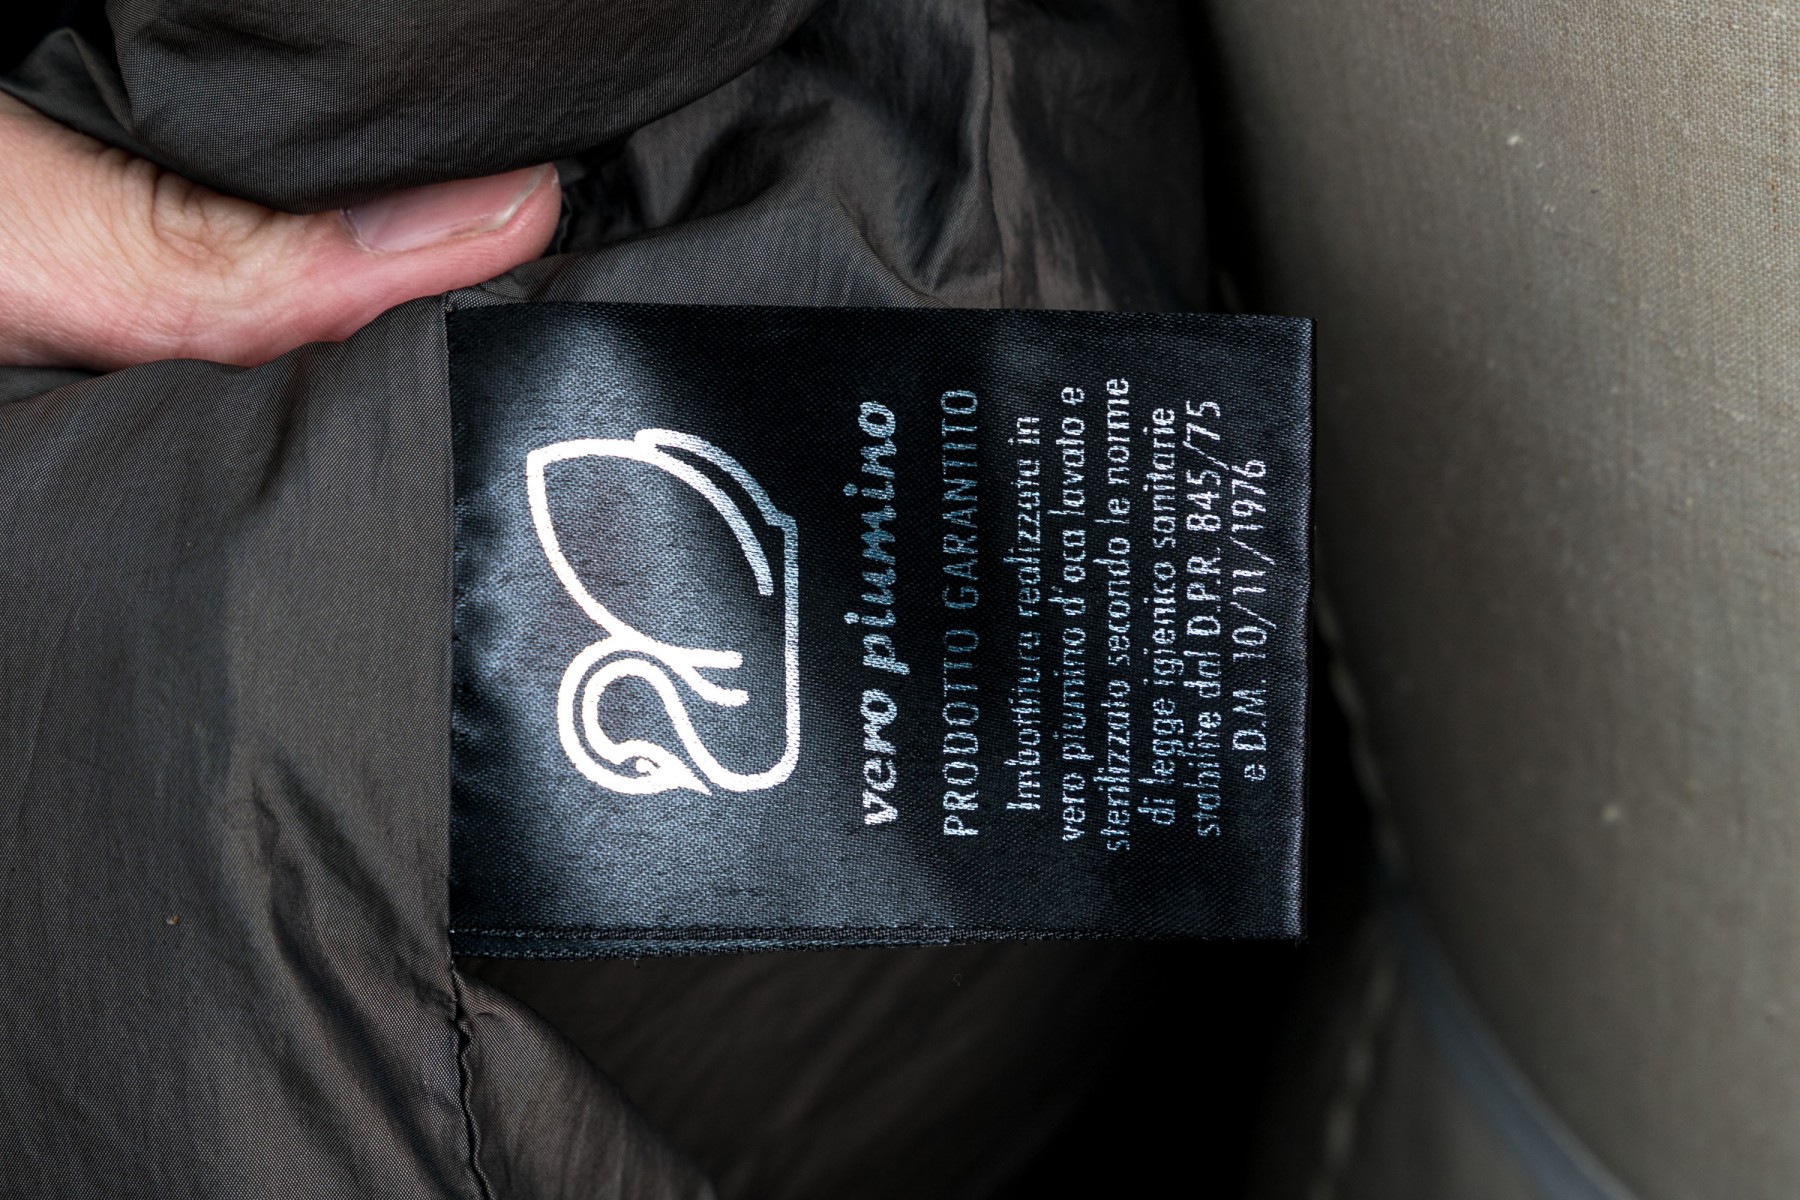 vero piumino
PRODOTTO GARANTITO
Imbottitura realizzata in
vero piumino d'oca lavato e
sterilizzato secondo le norme
di legge igienico sanitarie
stabilite dal D.P.R. 845/75
e D.M. 10/11/1976